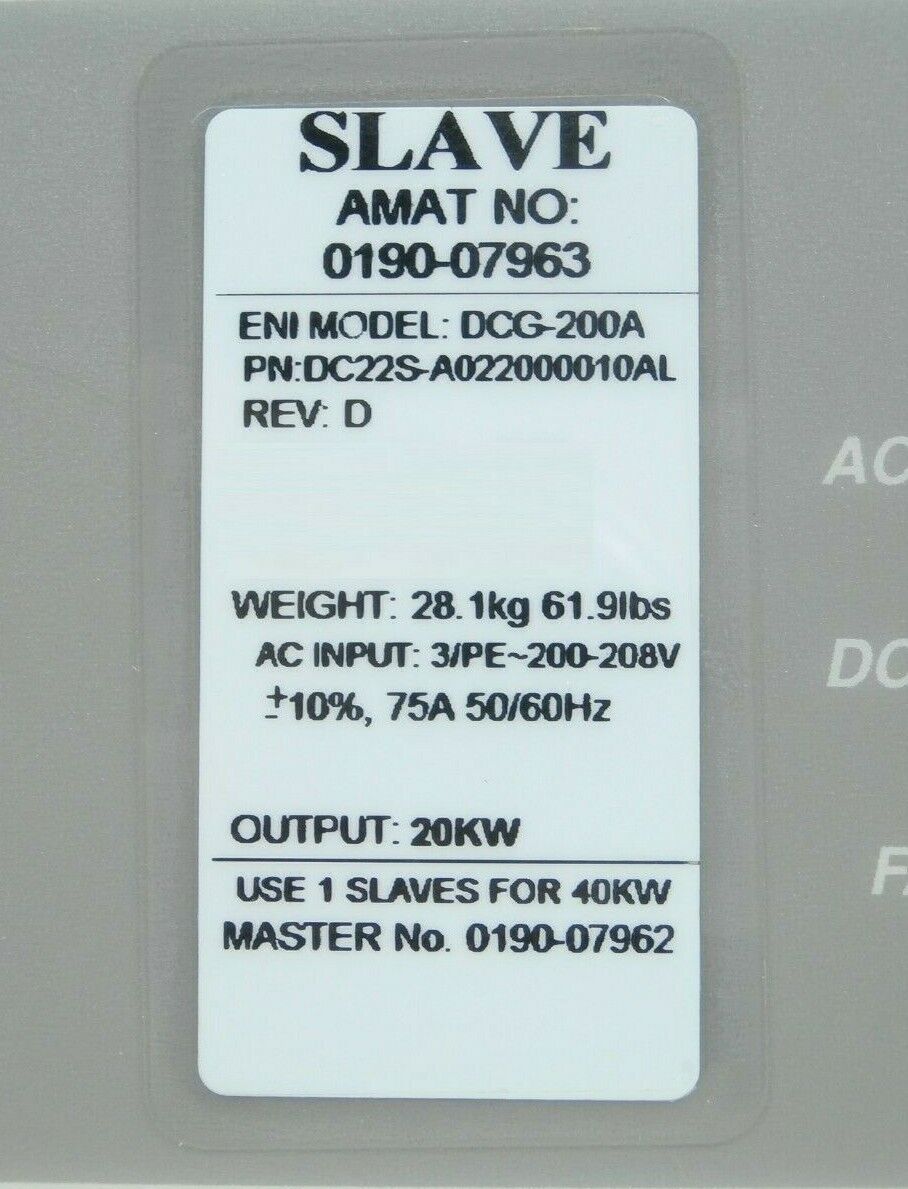 SLAVE
AMAT NO:
0190-07963
ENI MODEL: DCG-200A
PN:DC22S-A022000010AL
REV: D
WEIGHT: 28.1kg 61.9lbs
AC INPUT: 3/PE~200-208V
±10%, 75A 50/60Hz
OUTPUT: 20KW
USE 1 SLAVES FOR 40KW
MASTER No. 0190-07962
AC
DC